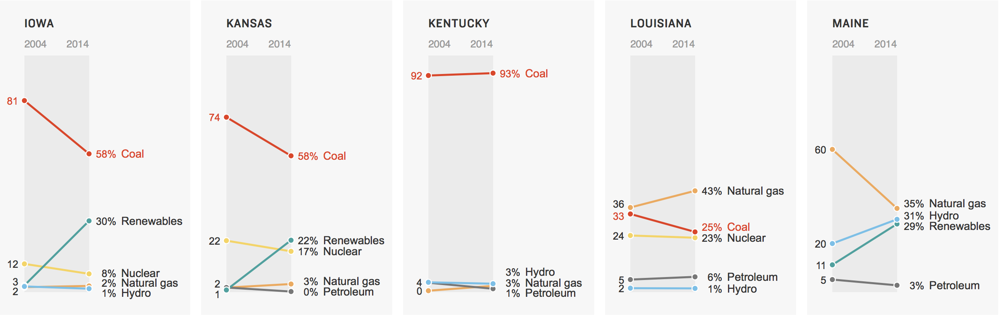 IOWA
2004 2014
81
58% Coal
30% Renewables
12
8% Nuclear
3
2% Natural gas
2
1% Hydro
KANSAS
2004 2014
74
58% Coal
22
22% Renewables
17% Nuclear
2
3% Natural gas
1
0% Petroleum
KENTUCKY
2004 2014
92
93% Coal
3% Hydro
4
3% Natural gas
0
1% Petroleum
LOUISIANA
2004 2014
43% Natural gas
36
33
25% Coal
24
23% Nuclear
5
6% Petroleum
2
1% Hydro
MAINE
2004 2014
60
35% Natural gas
31% Hydro
29% Renewables
20
11
5
3% Petroleum